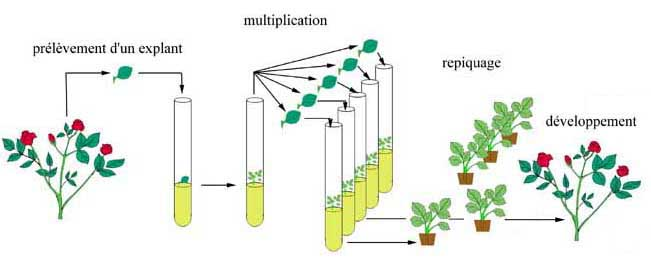 multiplication
prélèvement d'un explant
repiquage
développement